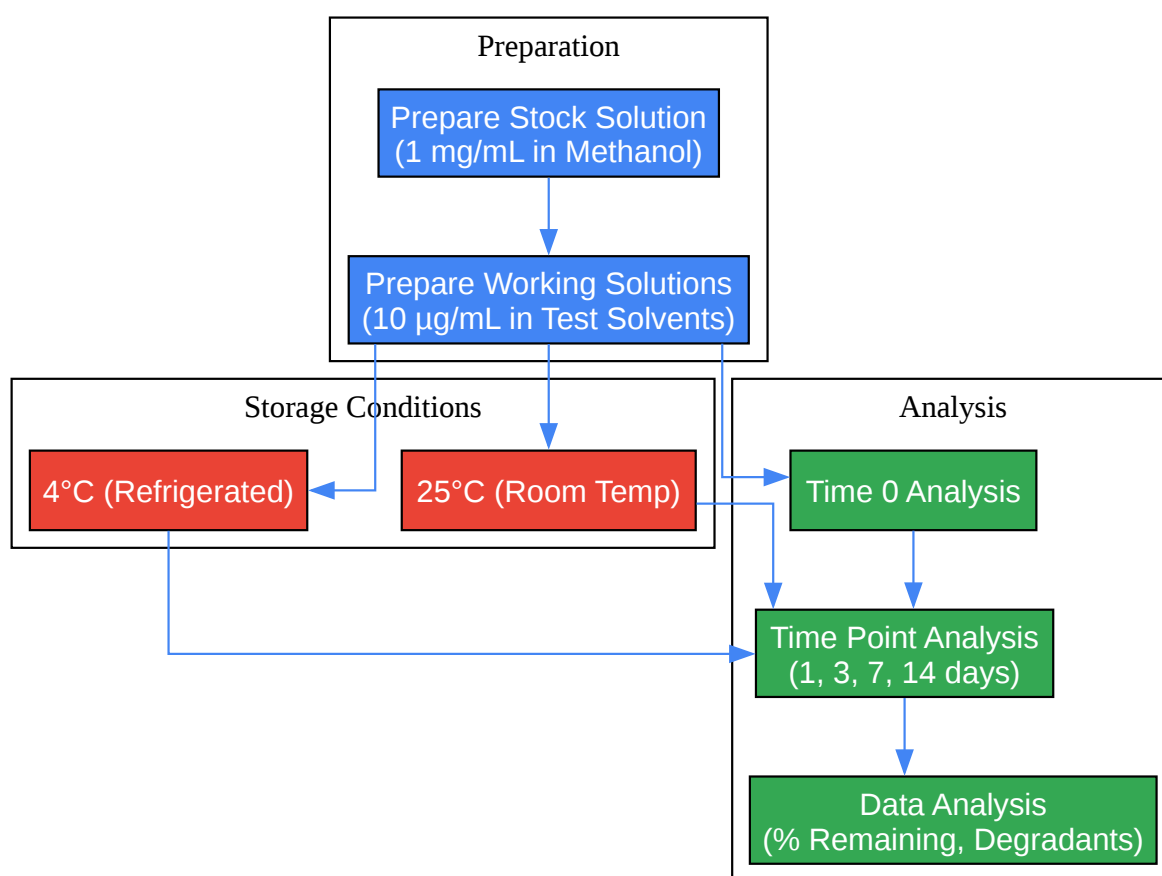 Preparation
Prepare Stock Solution
(1 mg/mL in Methanol)
Prepare Working Solutions
(10 µg/mL in Test Solvents)
Storage Conditions
4°C (Refrigerated)
25°C (Room Temp)
Analysis
Time 0 Analysis
Time Point Analysis
(1, 3, 7, 14 days)
Data Analysis
(% Remaining, Degradants)